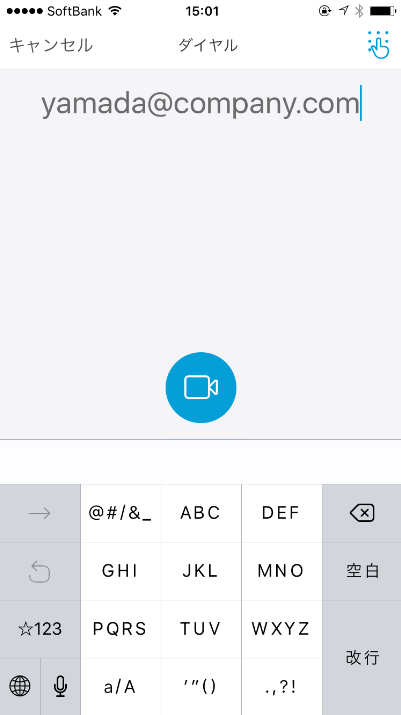 SoftBank 15:01
キャンセル ダイヤル
yamada@company.com
@#/&_ ABC DEF
GHI JKL MNO 空白
☆123 PQRS TUV WXYZ
改行
a/A ’”() .,?!